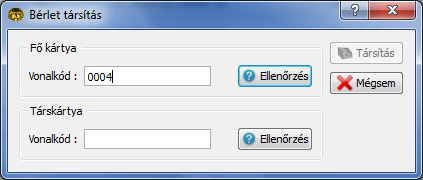 Bérlet társítás
Fő kártya
Vonalkód : 0004 Ellenőrzés
Társítás
Mégsem
Társkártya
Vonalkód : Ellenőrzés